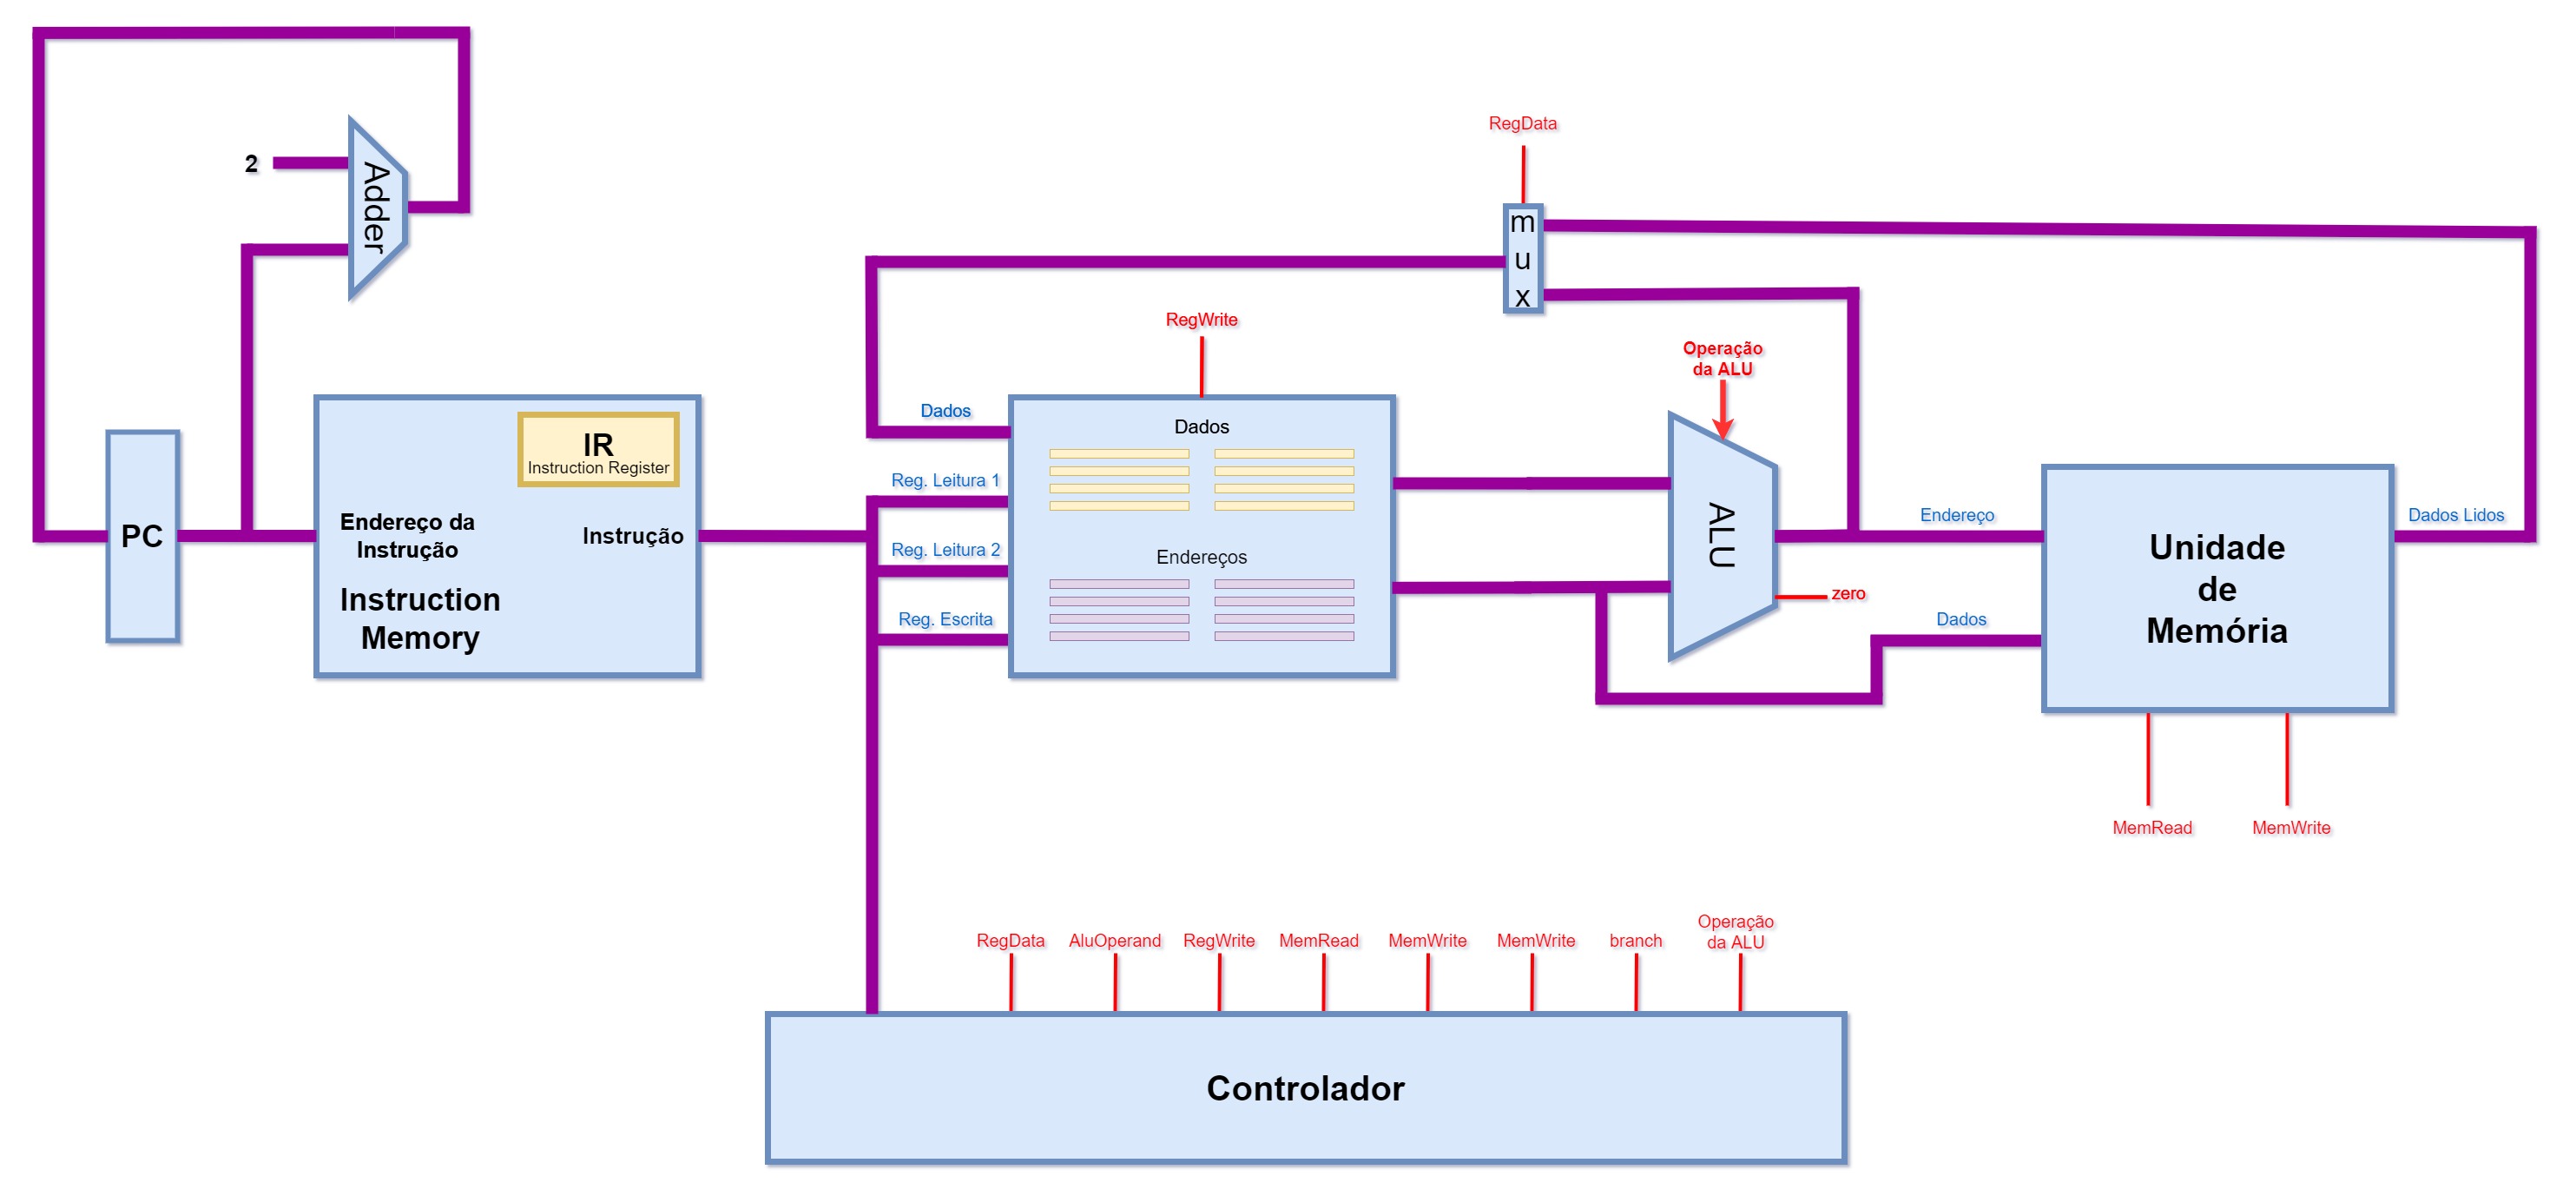 RegData
2
Adder
m
u
x
RegWrite
Operação
da ALU
Dados
Dados
IR
Instruction Register
Reg. Leitura 1
Endereço da
Instrução
Instrução
PC
Reg. Leitura 2
Endereços
ALU
Endereço
Dados Lidos
Unidade
de
Memória
zero
Instruction
Memory
Reg. Escrita
Dados
MemRead
MemWrite
RegData
AluOperand
RegWrite
MemRead
MemWrite
MemWrite
branch
Operação
da ALU
Controlador